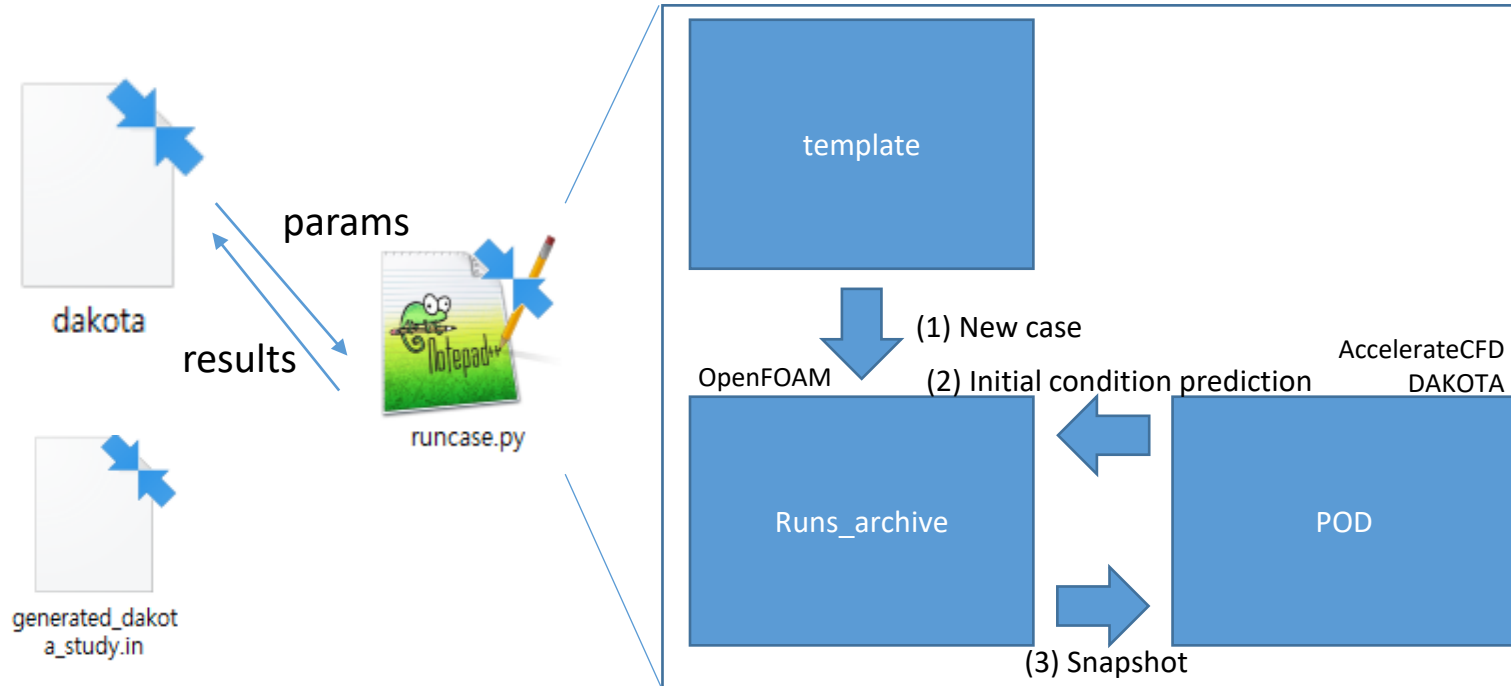 dakota
params
results
Notepad++
runcase.py
generated_dakot
a_study.in
template
(1) New case
OpenFOAM
(2) Initial condition prediction
AccelerateCFD
DAKOTA
Runs_archive
POD
(3) Snapshot